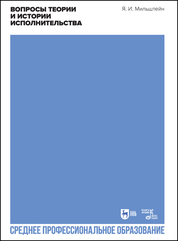 Я. И. Мильштейн
ВОПРОСЫ ТЕОРИИ
И ИСТОРИИ
ИСПОЛНИТЕЛЬСТВА
СРЕДНЕЕ ПРОФЕССИОНАЛЬНОЕ ОБРАЗОВАНИЕ